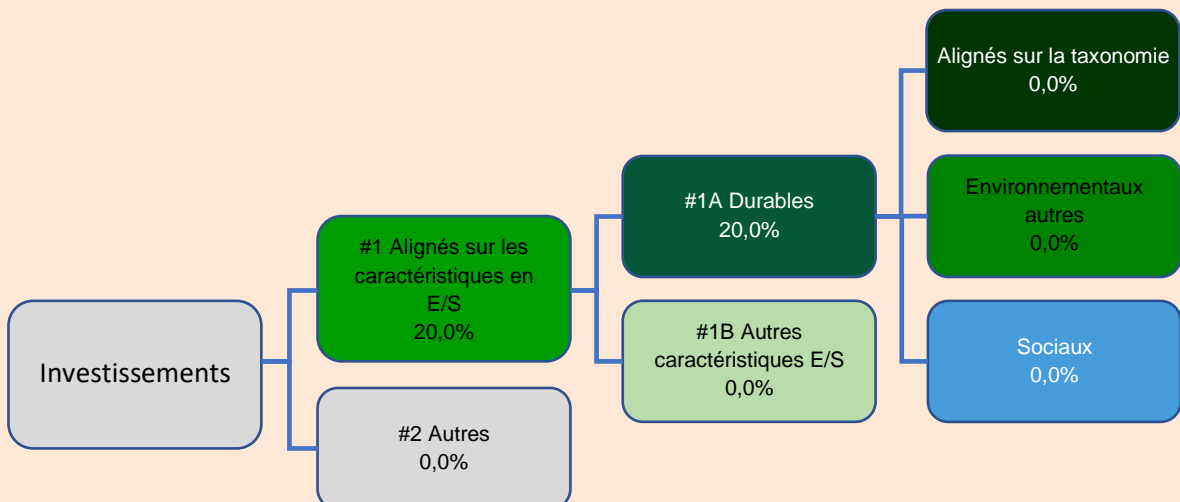 Investissements
#1 Alignés sur les
caractéristiques en
E/S
20,0%
#2 Autres
0,0%
#1A Durables
20,0%
#1B Autres
caractéristiques E/S
0,0%
Alignés sur la taxonomie
0,0%
Environnementaux
autres
0,0%
Sociaux
0,0%